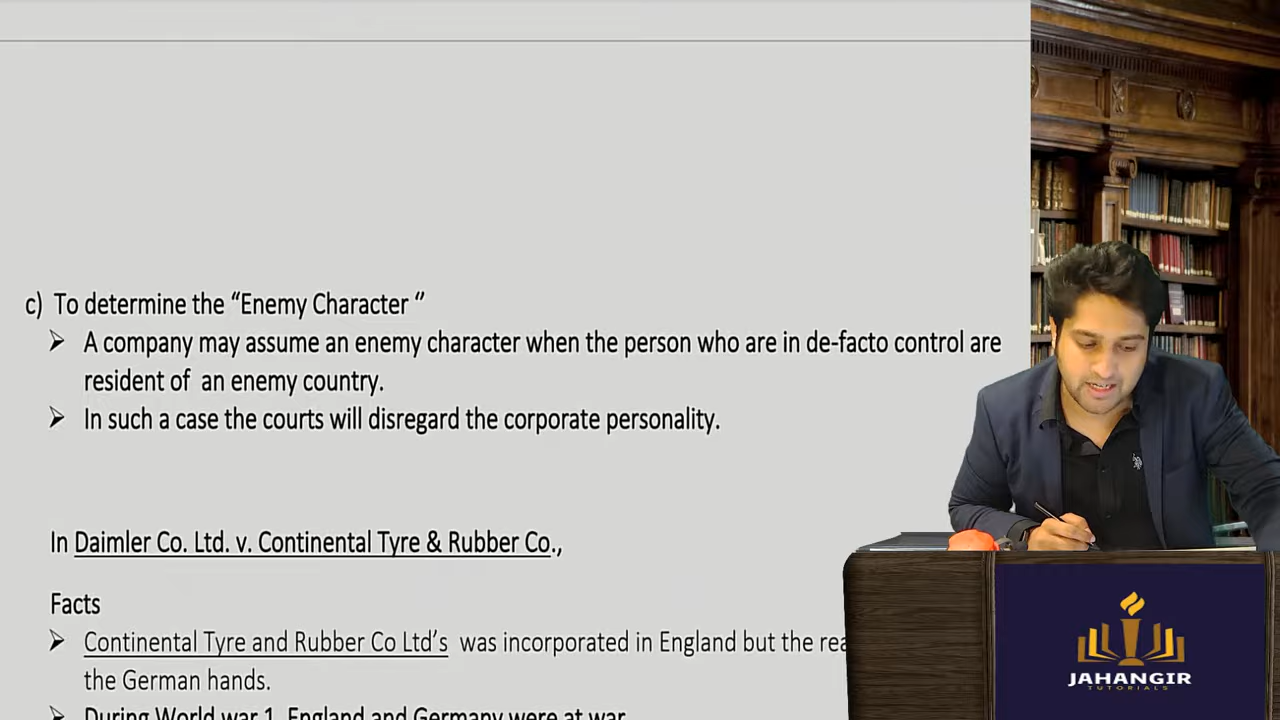 c) To determine the “Enemy Character ”
➢ A company may assume an enemy character when the person who are in de-facto control are
resident of an enemy country.
➢ In such a case the courts will disregard the corporate personality.
In Daimler Co. Ltd. v. Continental Tyre & Rubber Co.,
Facts
➢ Continental Tyre and Rubber Co Ltd’s was incorporated in England but the
the German hands.
➢ During World war 1, England and Germany were at war
JAHANGIR
TUTORIALS